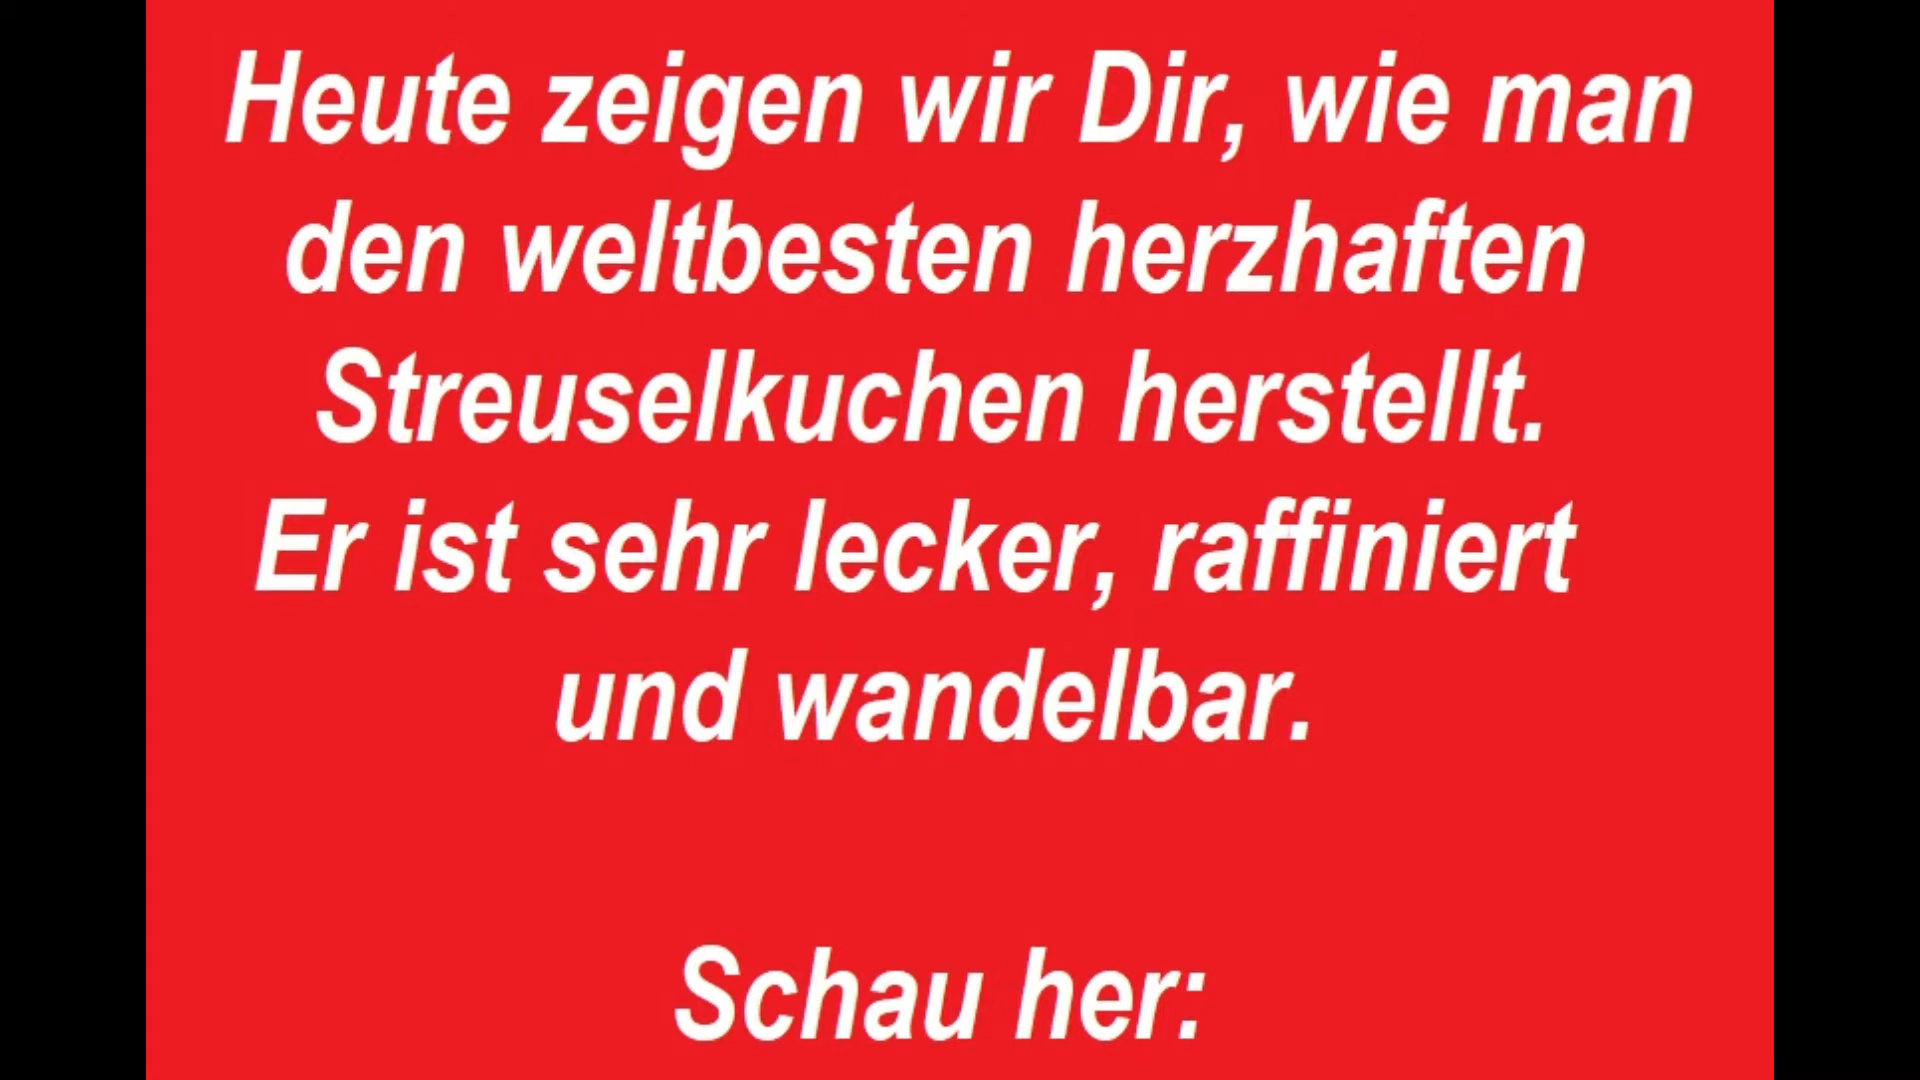 Heute zeigen wir Dir, wie man
den weltbesten herzhaften
Streuselkuchen herstellt.
Er ist sehr lecker, raffiniert
und wandelbar.
Schau her: